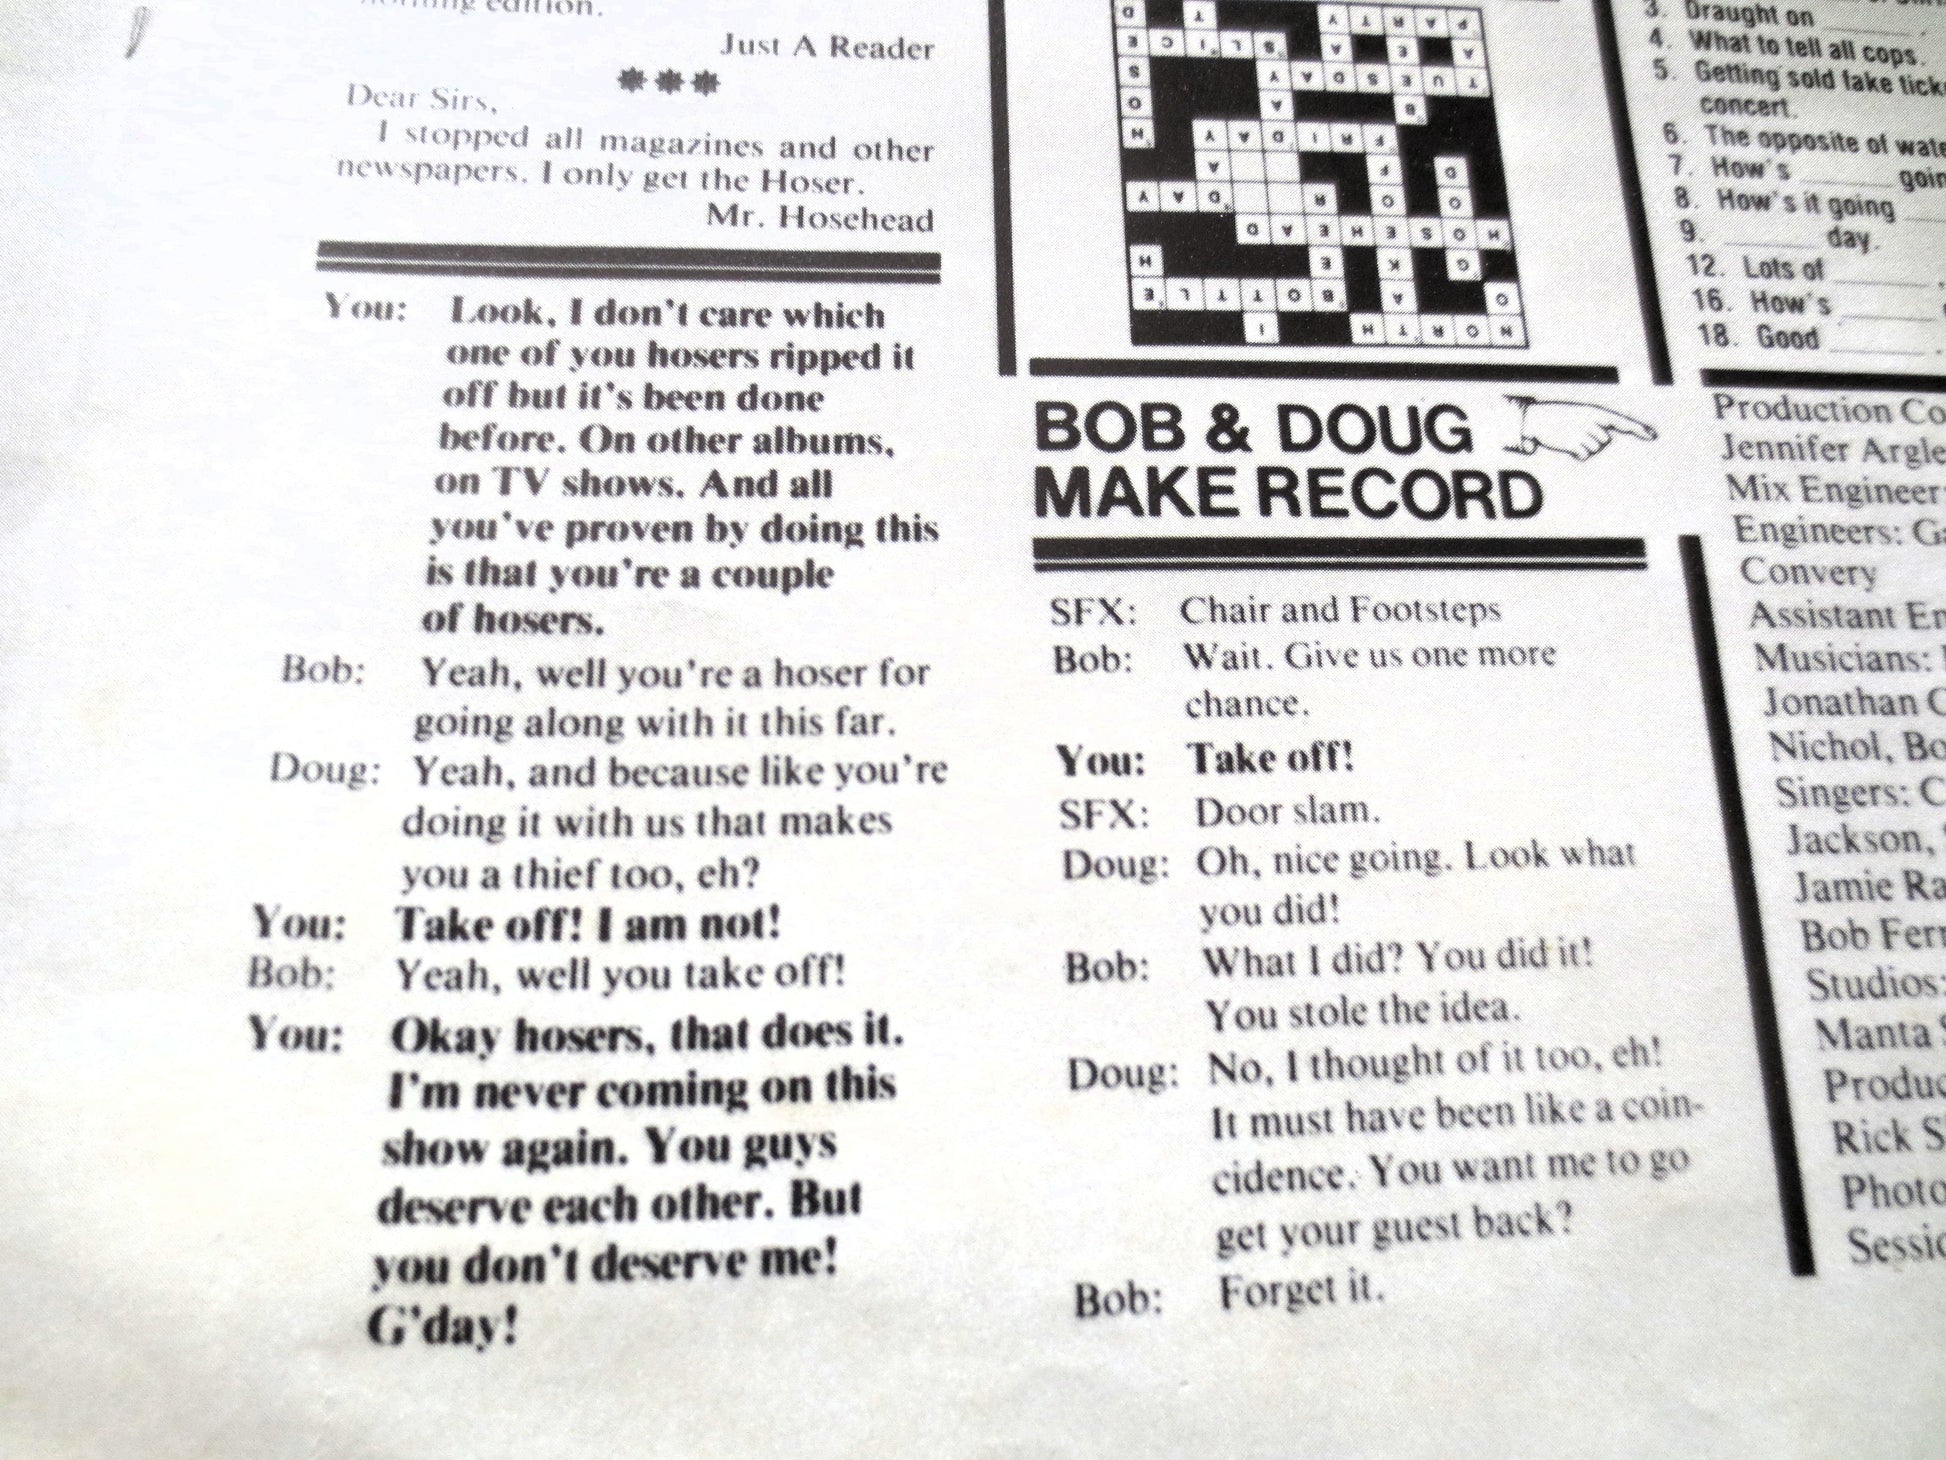 edition.
Just A Reader
Dear Sirs,
I stopped all magazines and other
newspapers. I only get the Hoser.
Mr. Hosehead
You: Look, I don't care which
one of you hosers ripped it
off but it's been done
before. On other albums,
on TV shows. And all
you've proven by doing this
is that you're a couple
of hosers.
Bob: Yeah, well you're a hoser for
going along with it this far.
Doug: Yeah, and because like you're
doing it with us that makes
you a thief too, eh?
You: Take off! I am not!
Bob: Yeah, well you take off!
You: Okay hosers, that does it.
I'm never coming on this
show again. You guys
deserve each other. But
you don't deserve me!
G'day!
PARTY
SLICE
TUESDAY
FRIDAY
DAY
HOSEHEAD
BOTTLE
NORTH
BOB & DOUG
MAKE RECORD
SFX: Chair and Footsteps
Bob: Wait. Give us one more
chance.
You: Take off!
SFX: Door slam.
Doug: Oh, nice going. Look what
you did!
Bob: What I did? You did it!
You stole the idea.
Doug: No, I thought of it too, eh!
It must have been like a coin-
cidence. You want me to go
get your guest back?
Bob: Forget it.
3. Draught on
4. What to tell all cops.
5. Getting sold fake
concert.
6. The opposite of
7. How's
8. How's it going
9. day.
12. Lots of
16. How's
18. Good
Production
Jennifer
Mix Engineer
Engineers:
Convery
Assistant
Musicians:
Jonathan
Nichol,
Singers:
Jackson,
Jamie
Bob
Studios:
Manta
Rick